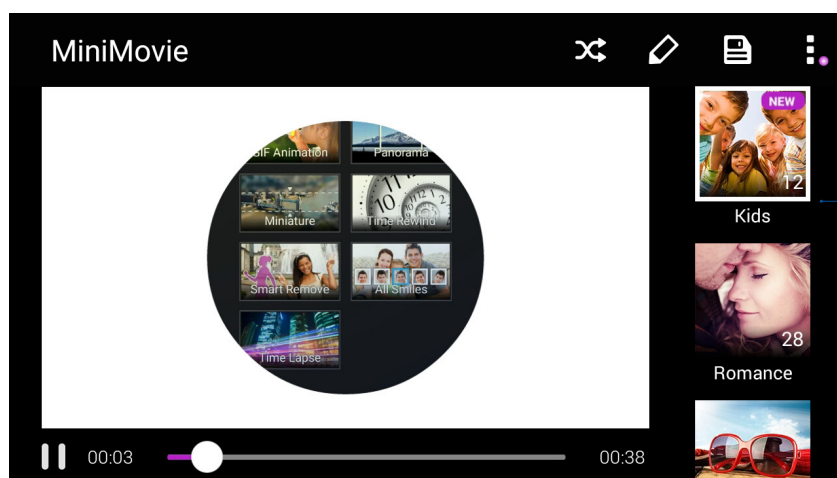 MiniMovie
NEW
12
Kids
GIF Animation
Panorama
Miniature
Time Rewind
Smart Remove
All Smiles
Time Lapse
28
Romance
00:03
00:38